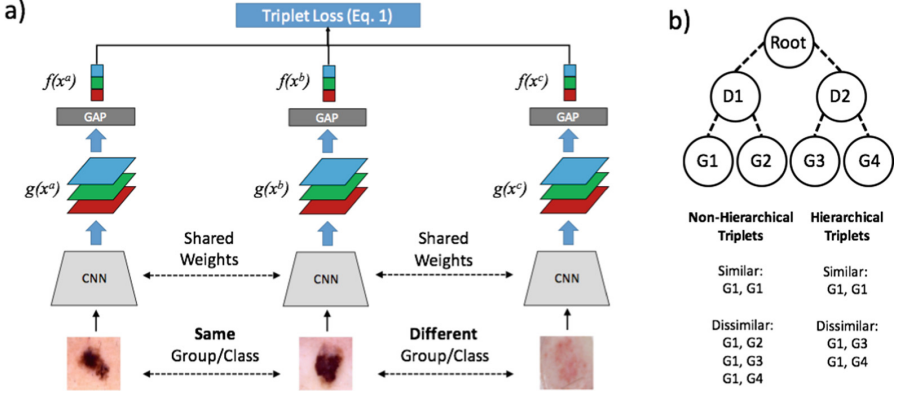 a)
Triplet Loss (Eq. 1)
f(xᵃ)
f(xᵇ)
f(xᶜ)
GAP
GAP
GAP
g(xᵃ)
g(xᵇ)
g(xᶜ)
Shared
Weights
Shared
Weights
CNN
CNN
CNN
Same
Group/Class
Different
Group/Class
b)
Root
D1
D2
G1
G2
G3
G4
Non-Hierarchical
Triplets
Similar:
G1, G1
Dissimilar:
G1, G2
G1, G3
G1, G4
Hierarchical
Triplets
Similar:
G1, G1
Dissimilar:
G1, G3
G1, G4